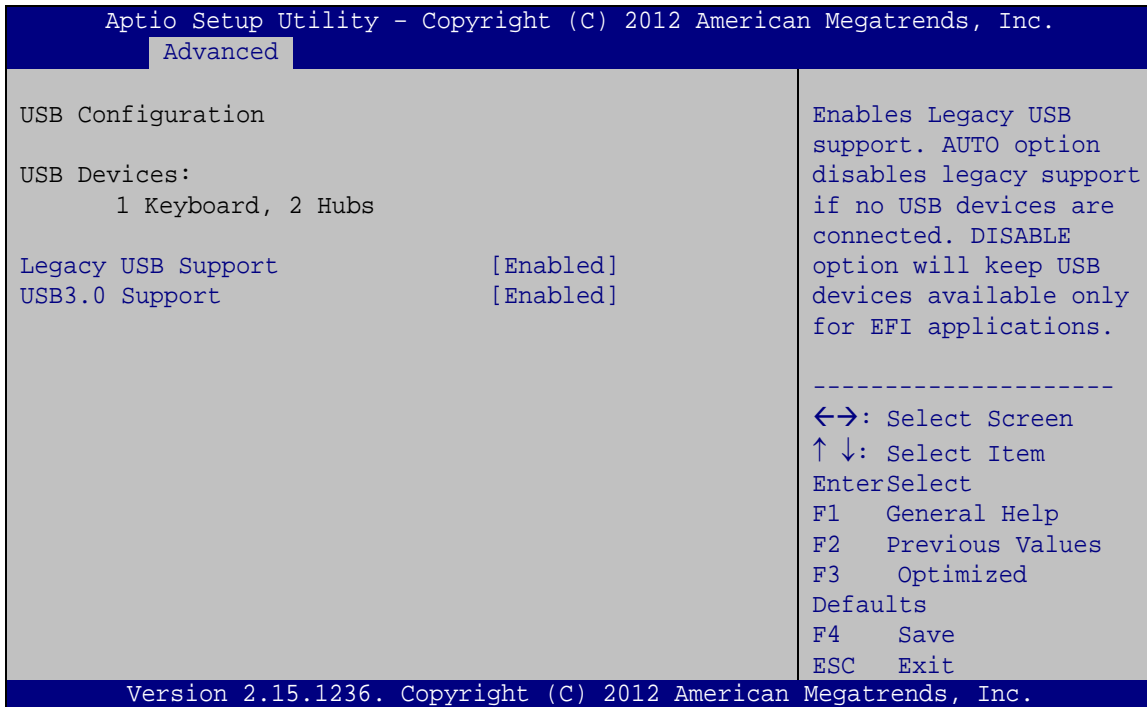 Aptio Setup Utility – Copyright (C) 2012 American Megatrends, Inc.
Advanced
USB Configuration
USB Devices:
1 Keyboard, 2 Hubs
Legacy USB Support [Enabled]
USB3.0 Support [Enabled]
Enables Legacy USB
support. AUTO option
disables legacy support
if no USB devices are
connected. DISABLE
option will keep USB
devices available only
for EFI applications.
---------------------
←→: Select Screen
↑ ↓: Select Item
EnterSelect
F1 General Help
F2 Previous Values
F3 Optimized
Defaults
F4 Save
ESC Exit
Version 2.15.1236. Copyright (C) 2012 American Megatrends, Inc.